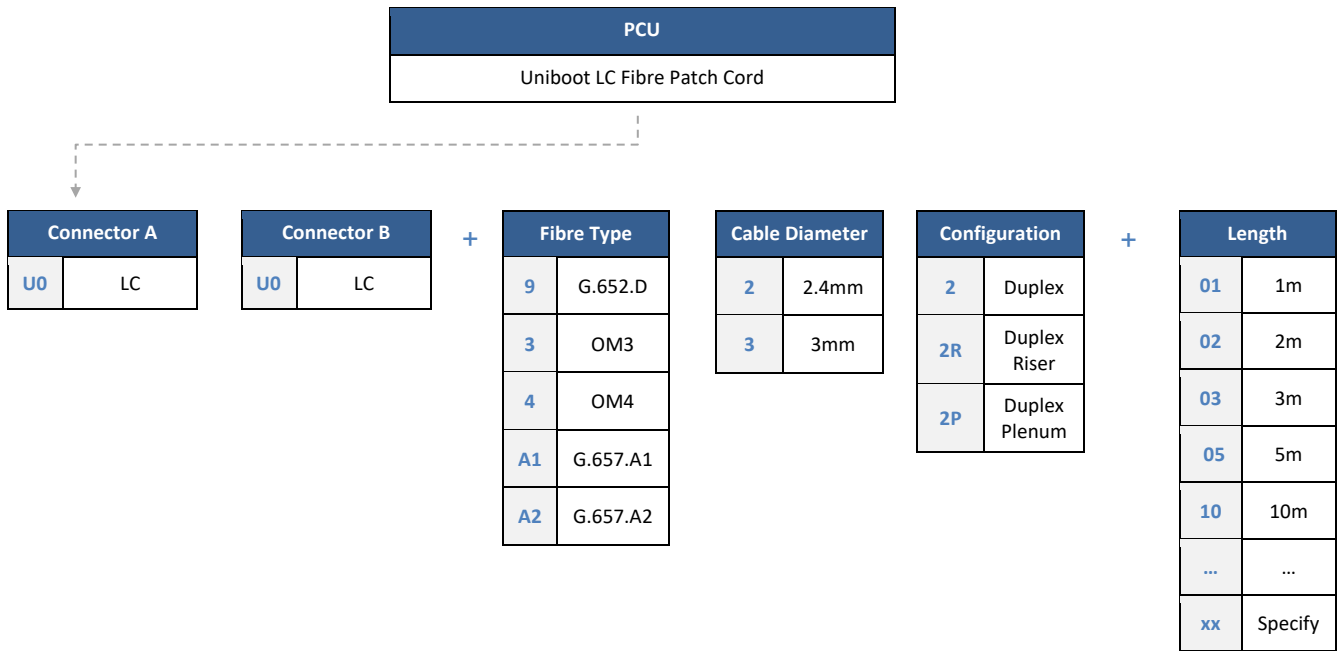 PCU
Uniboot LC Fibre Patch Cord
Connector A
U0 LC
Connector B
U0 LC
+
Fibre Type
9 G.652.D
3 OM3
4 OM4
A1 G.657.A1
A2 G.657.A2
Cable Diameter
2 2.4mm
3 3mm
Configuration
2 Duplex
2R Duplex
Riser
2P Duplex
Plenum
+
Length
01 1m
02 2m
03 3m
05 5m
10 10m
... ...
xx Specify